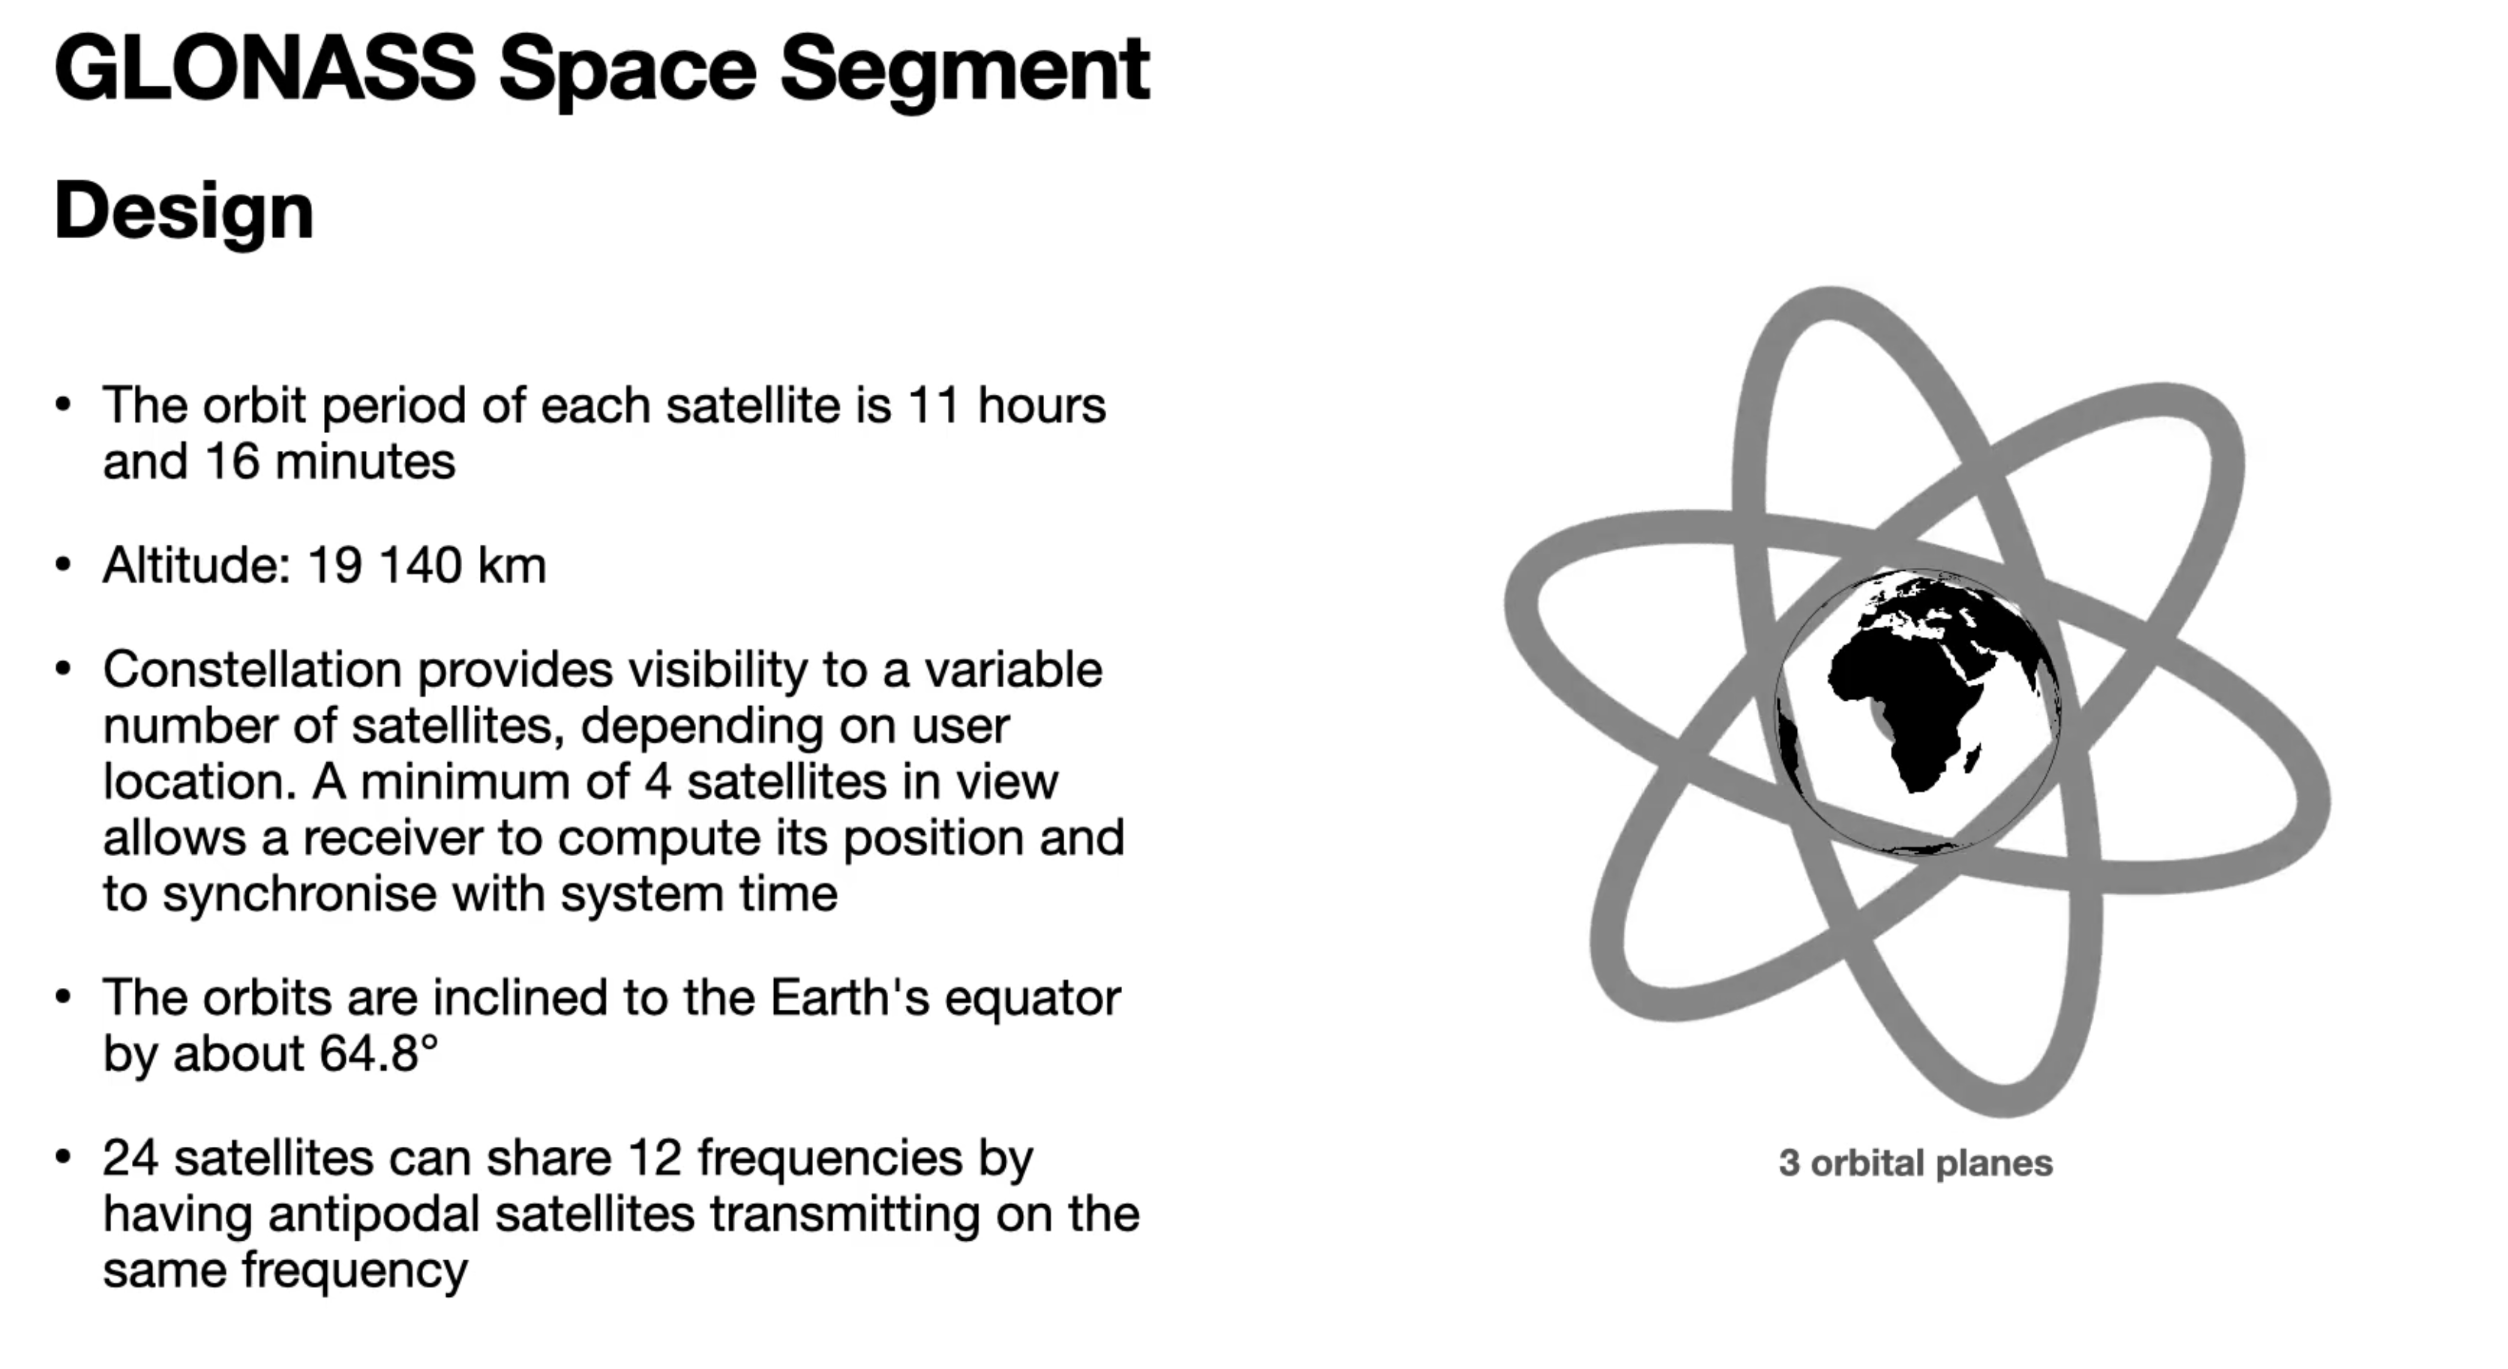 GLONASS Space Segment
Design
• The orbit period of each satellite is 11 hours
and 16 minutes
• Altitude: 19 140 km
• Constellation provides visibility to a variable
number of satellites, depending on user
location. A minimum of 4 satellites in view
allows a receiver to compute its position and
to synchronise with system time
• The orbits are inclined to the Earth's equator
by about 64.8°
• 24 satellites can share 12 frequencies by
having antipodal satellites transmitting on the
same frequency
3 orbital planes